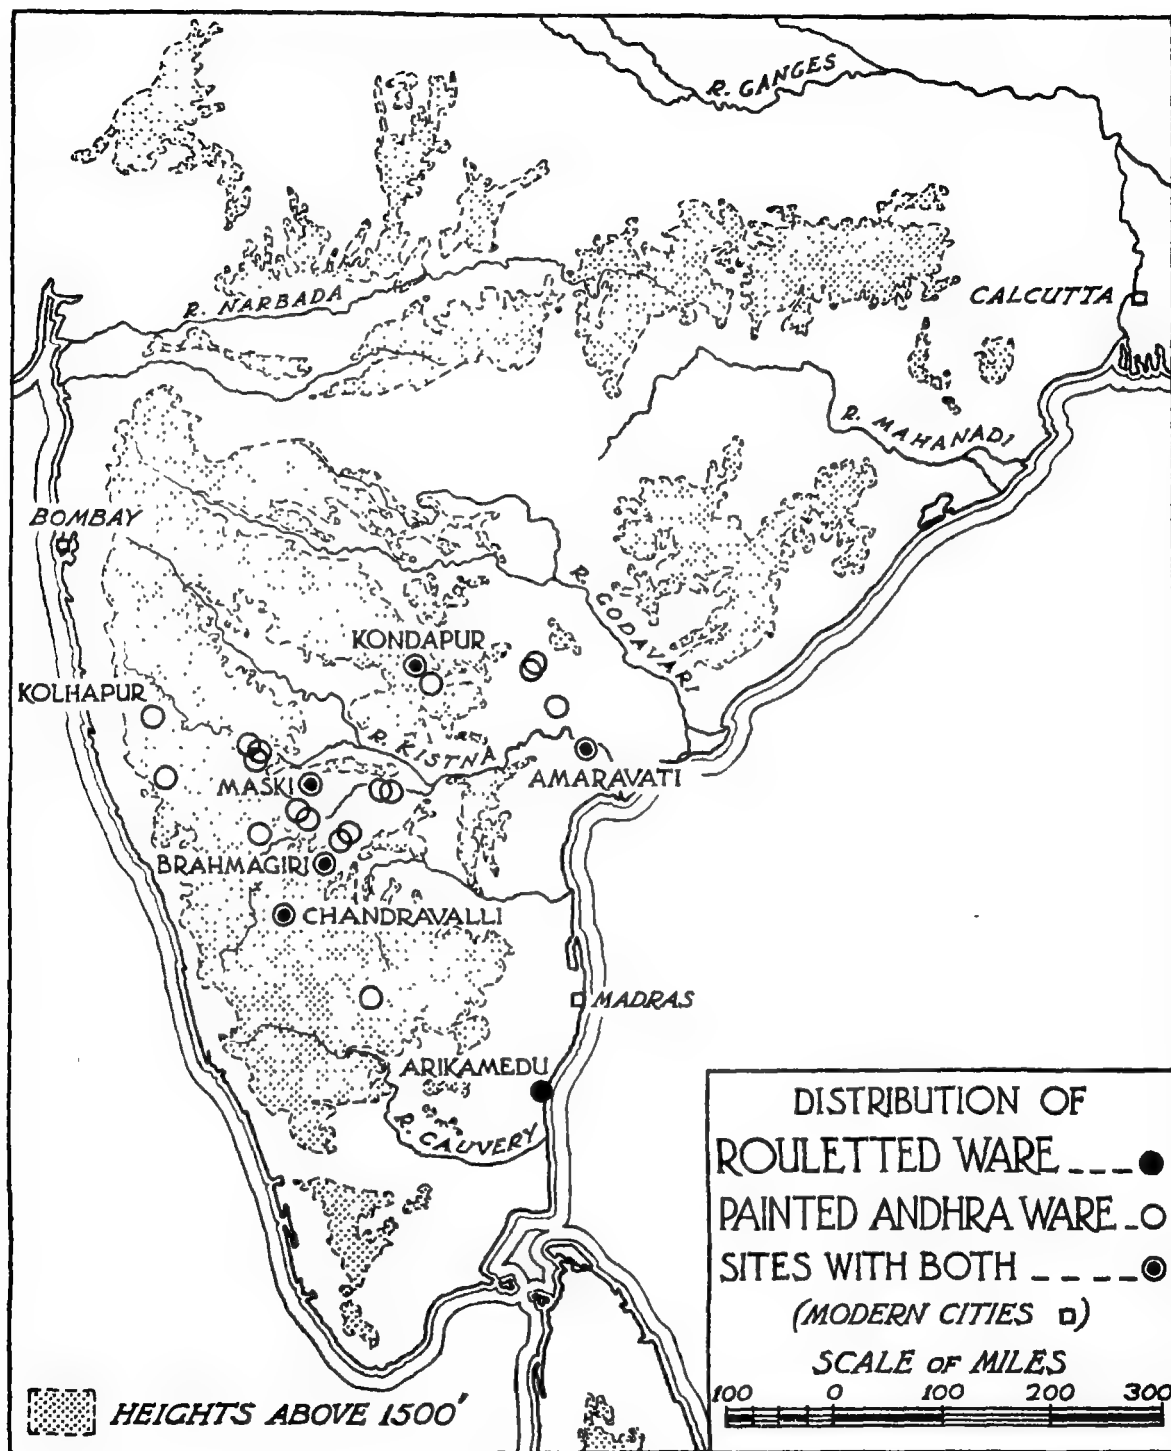 R. GANGES
R. NARBADA
CALCUTTA
R. MAHANADI
BOMBAY
R. GODAVARI
KONDAPUR
KOLHAPUR
R. KISTNA
AMARAVATI
MASKI
BRAHMAGIRI
CHANDRAVALLI
MADRAS
ARIKAMEDU
R. CAUVERY
DISTRIBUTION OF
ROULETTED WARE
PAINTED ANDHRA WARE
SITES WITH BOTH
(MODERN CITIES )
SCALE OF MILES
100 0 100 200 300
HEIGHTS ABOVE 1500'